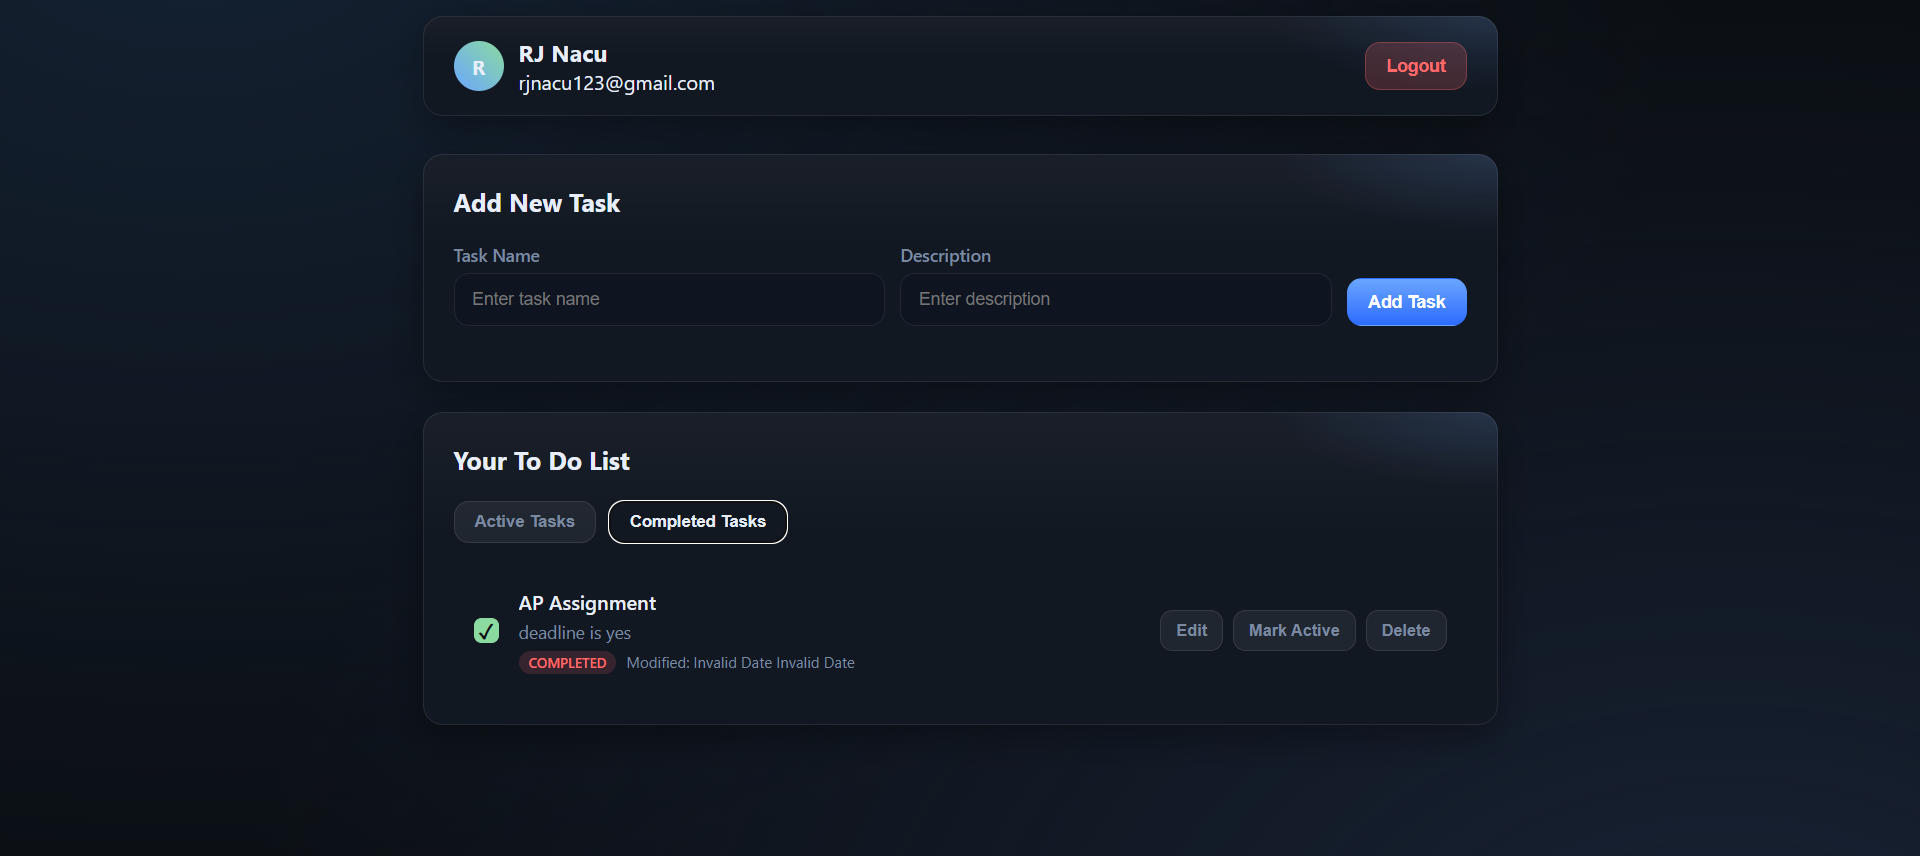 R
RJ Nacu
rjnacu123@gmail.com
Logout
Add New Task
Task Name
Description
Enter task name
Enter description
Add Task
Your To Do List
Active Tasks
Completed Tasks
AP Assignment
deadline is yes
COMPLETED
Modified: Invalid Date Invalid Date
Edit
Mark Active
Delete